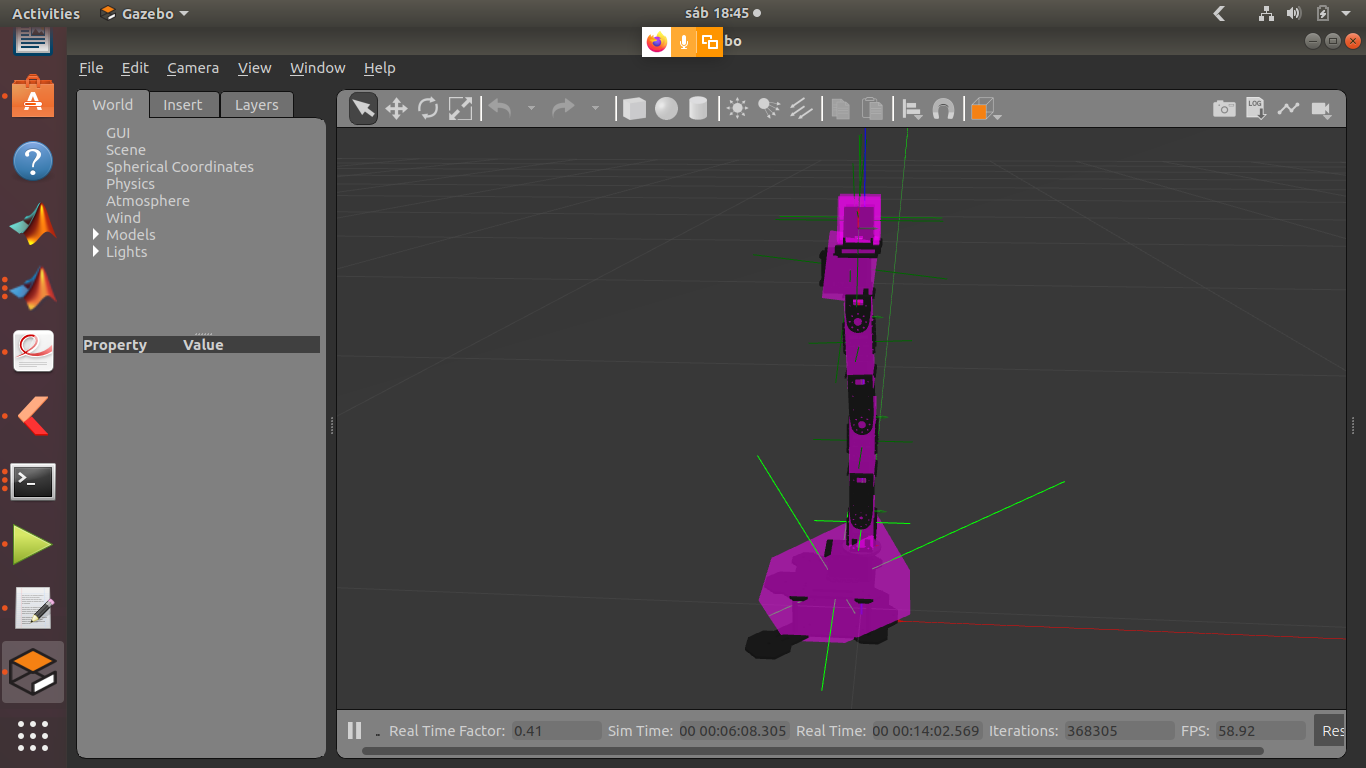 Activities Gazebo sáb 18:45
bo
File Edit Camera View Window Help
World Insert Layers
LOG
GUI
Scene
Spherical Coordinates
Physics
Atmosphere
Wind
Models
Lights
Property Value
Real Time Factor: 0.41 Sim Time: 00 00:06:08.305 Real Time: 00 00:14:02.569 Iterations: 368305 FPS: 58.92 Res